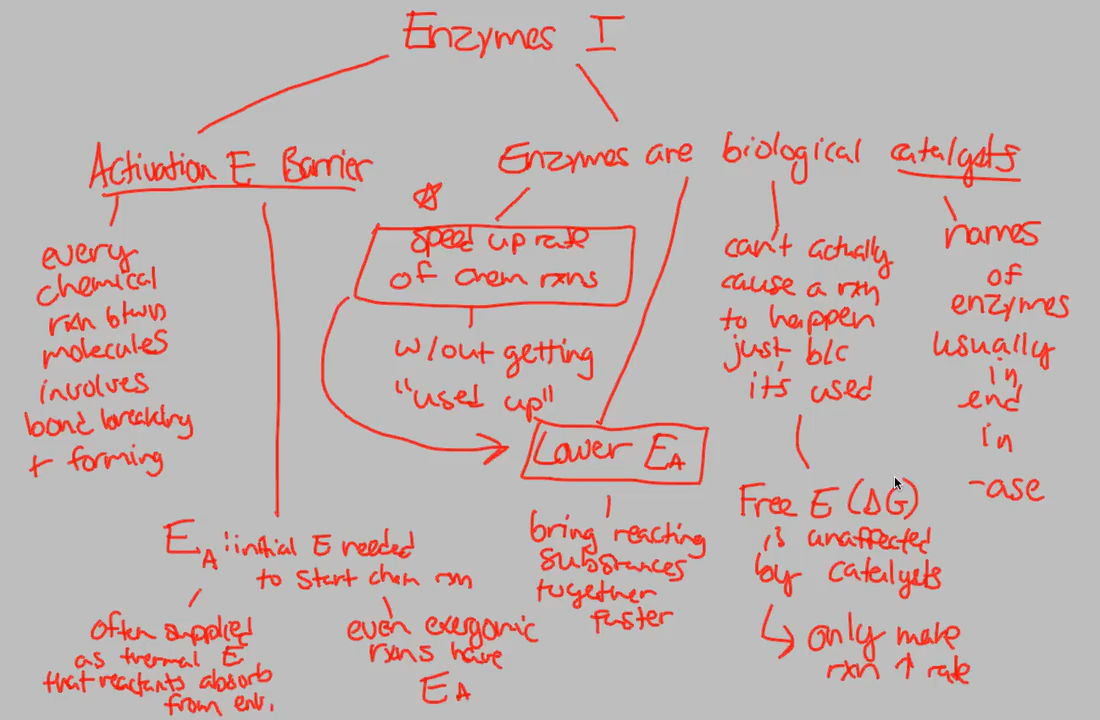 Enzymes I
Activation E Barrier
every
chemical
rxn btwn
molecules
involves
bond breaking
+ forming
EA: initial E needed
to start chem rxn
often supplied
as thermal E
that reactants absorb
from env.
even exergonic
rxns have
EA
Enzymes are biological catalysts
speed up rate
of chem rxns
w/out getting
"used up"
Lower EA
bring reacting
substances
together
faster
can't actually
cause a rxn
to happen
just b/c
it's used
Free E (ΔG)
is unaffected
by catalysts
↳ only make
rxn ↑ rate
names
of
enzymes
usually
in
end
in
-ase